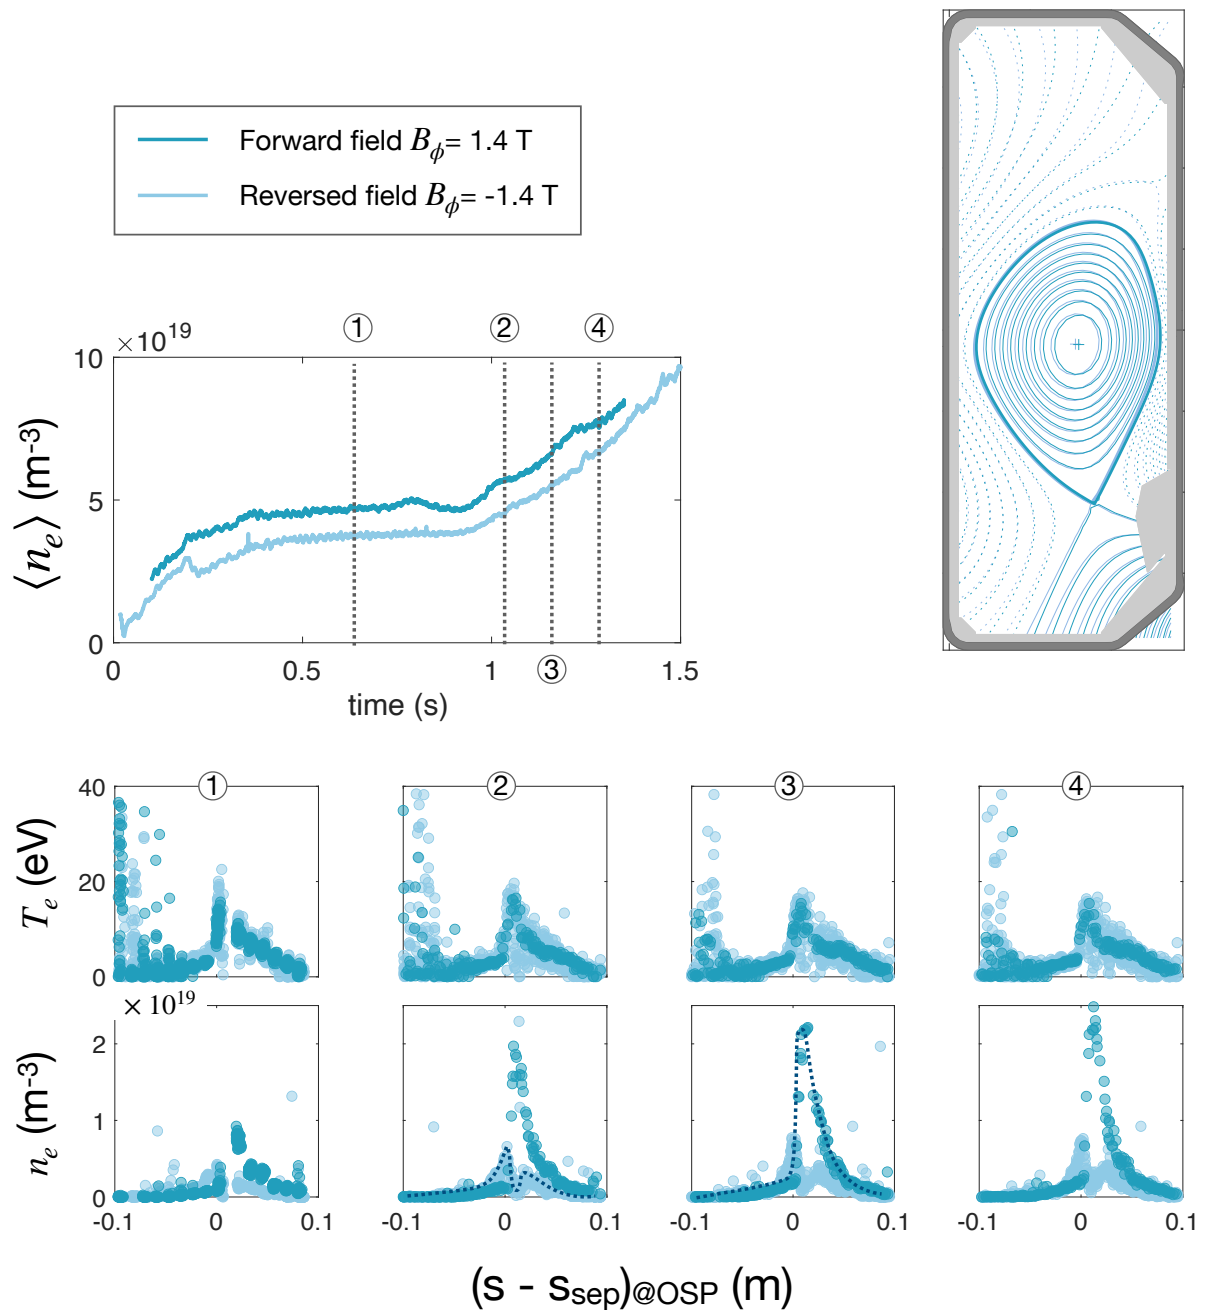 Forward field Bϕ= 1.4 T
Reversed field Bϕ= -1.4 T
×10¹⁹
① ② ④
10
5
0
⟨nₑ⟩ (m⁻³)
0 0.5 1 1.5
③
time (s)
① ② ③ ④
40
20
0
Tₑ (eV)
× 10¹⁹
2
1
0
nₑ (m⁻³)
-0.1 0 0.1 -0.1 0 0.1 -0.1 0 0.1 -0.1 0 0.1
(s - s_sep)@OSP (m)